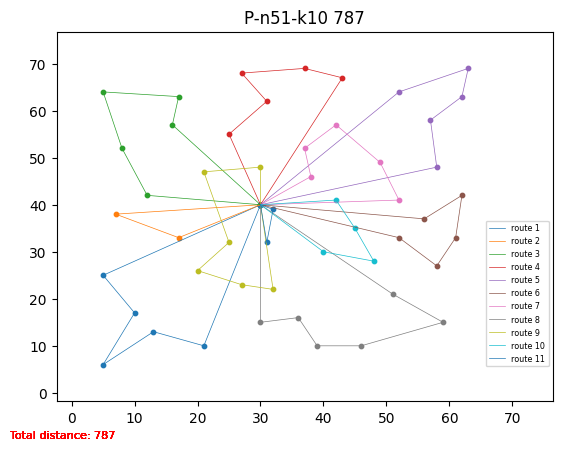 P-n51-k10 787
70
60
50
40
30
20
10
0
0 10 20 30 40 50 60 70
route 1
route 2
route 3
route 4
route 5
route 6
route 7
route 8
route 9
route 10
route 11
Total distance: 787